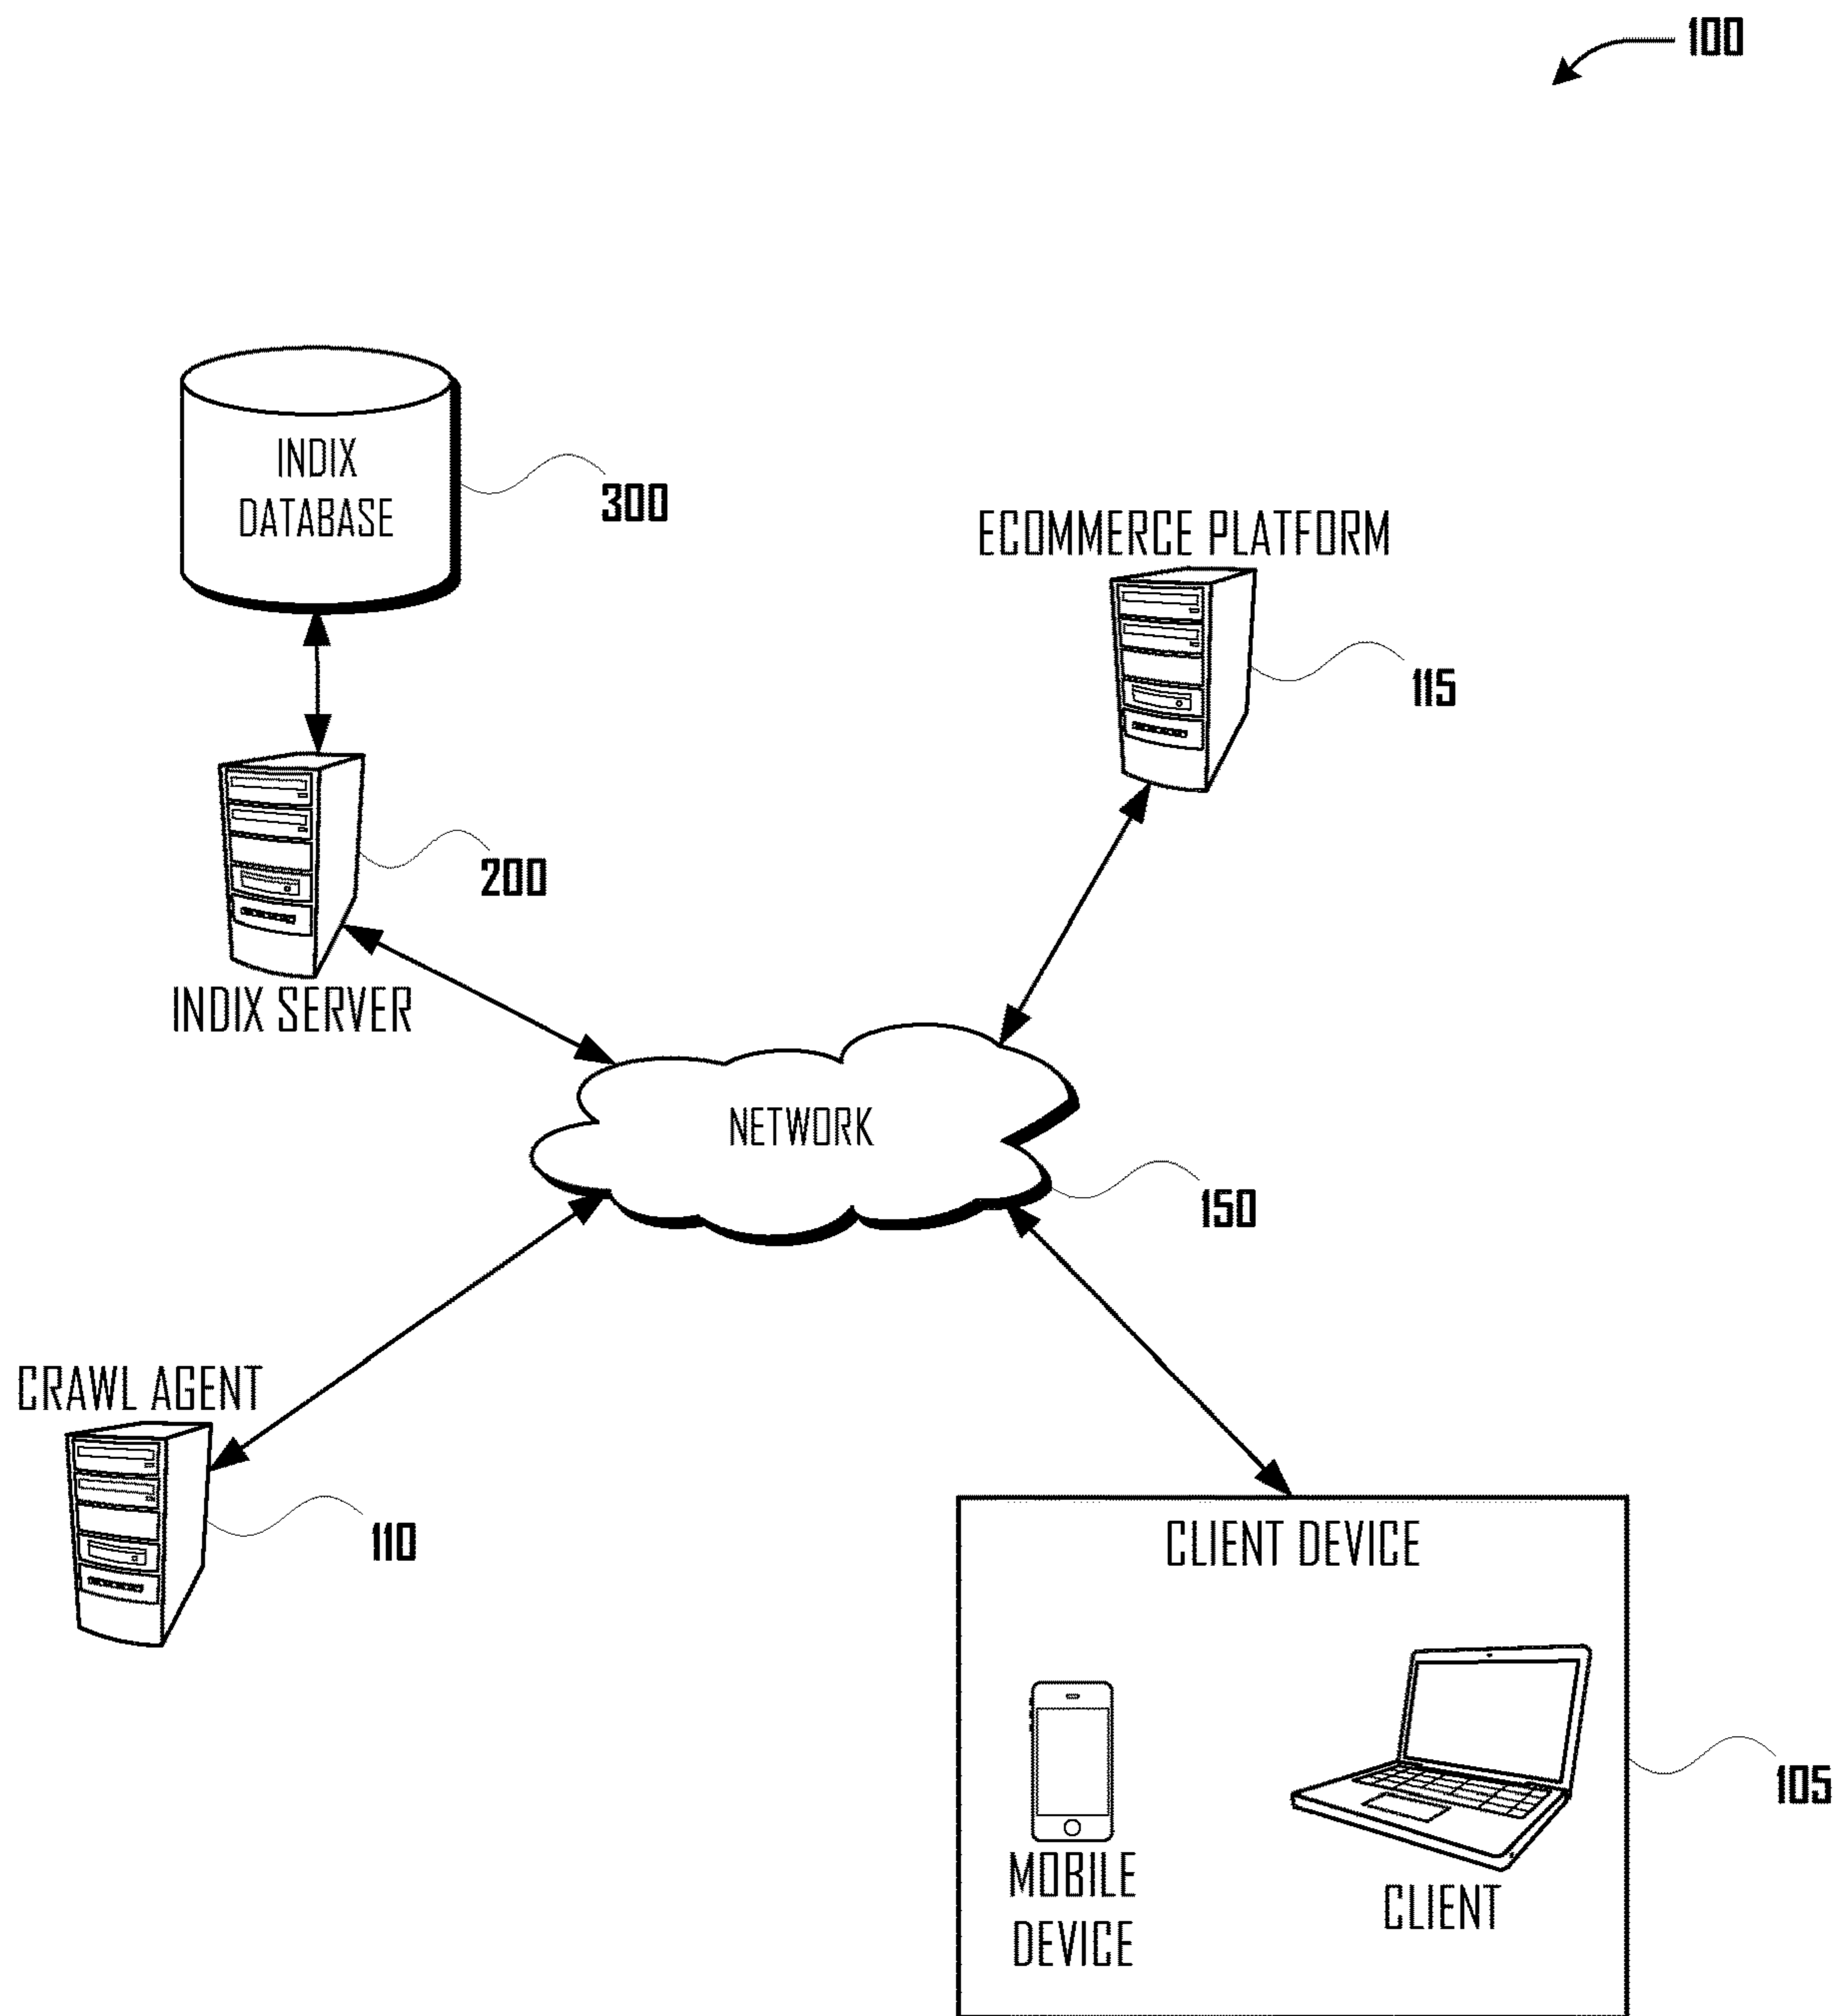 100
INDIX
DATABASE
300
ECOMMERCE PLATFORM
115
200
INDIX SERVER
NETWORK
150
CRAWL AGENT
110
CLIENT DEVICE
105
MOBILE
DEVICE
CLIENT